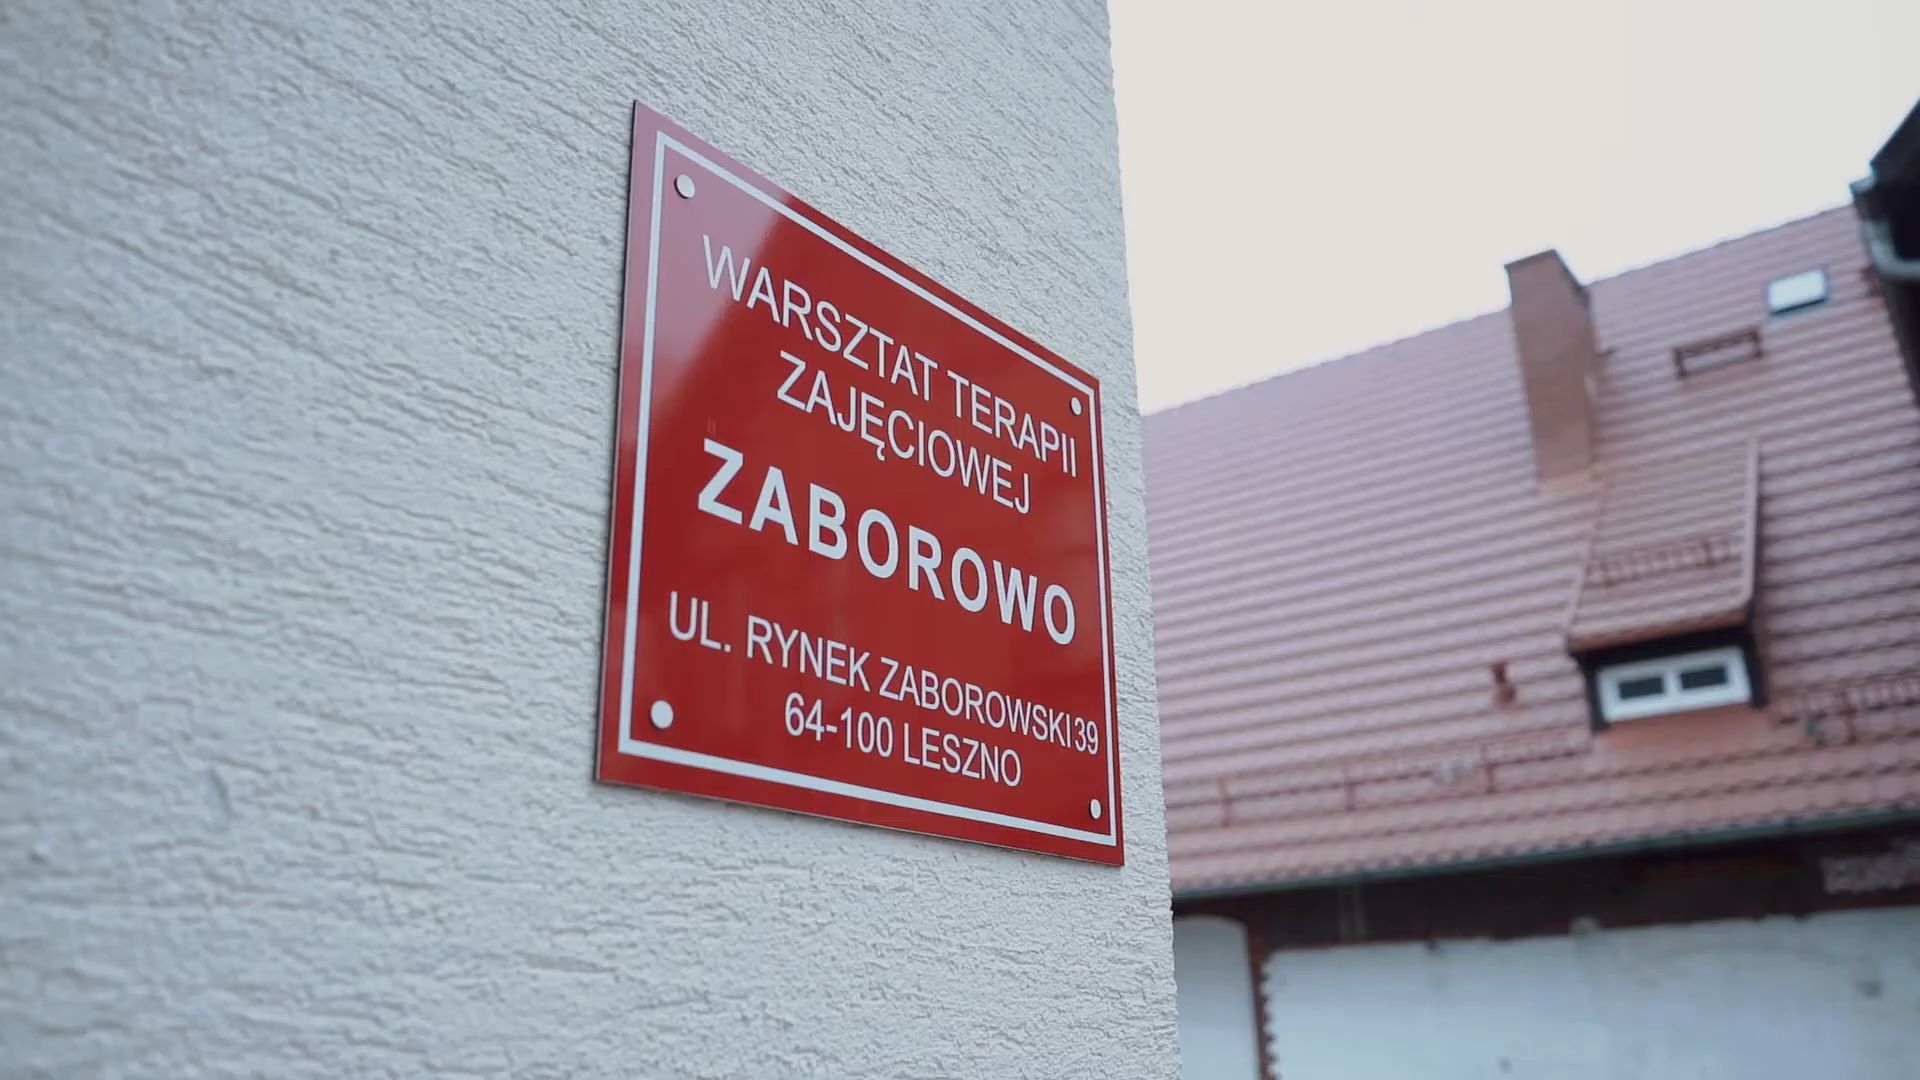 WARSZTAT TERAPII
ZAJĘCIOWEJ
ZABOROWO
UL. RYNEK ZABOROWSKI 39
64-100 LESZNO